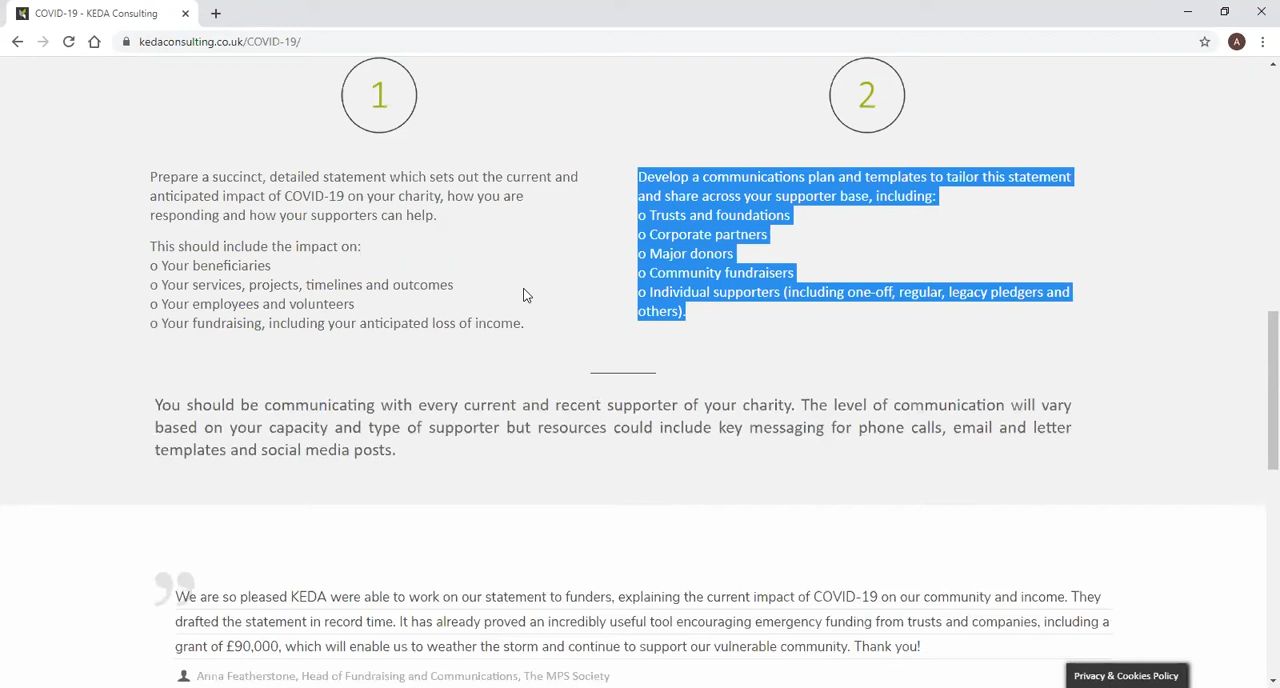 COVID-19 - KEDA Consulting
kedaconsulting.co.uk/COVID-19/
A
1
Prepare a succinct, detailed statement which sets out the current and
anticipated impact of COVID-19 on your charity, how you are
responding and how your supporters can help.
This should include the impact on:
o Your beneficiaries
o Your services, projects, timelines and outcomes
o Your employees and volunteers
o Your fundraising, including your anticipated loss of income.
2
Develop a communications plan and templates to tailor this statement
and share across your supporter base, including:
o Trusts and foundations
o Corporate partners
o Major donors
o Community fundraisers
o Individual supporters (including one-off, regular, legacy pledgers and
others).
You should be communicating with every current and recent supporter of your charity. The level of communication will vary
based on your capacity and type of supporter but resources could include key messaging for phone calls, email and letter
templates and social media posts.
”
We are so pleased KEDA were able to work on our statement to funders, explaining the current impact of COVID-19 on our community and income. They
drafted the statement in record time. It has already proved an incredibly useful tool encouraging emergency funding from trusts and companies, including a
grant of £90,000, which will enable us to weather the storm and continue to support our vulnerable community. Thank you!
Anna Featherstone, Head of Fundraising and Communications, The MPS Society
Privacy & Cookies Policy